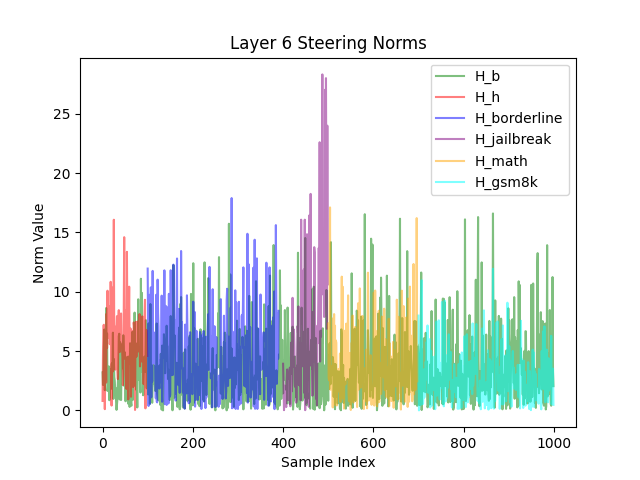 Layer 6 Steering Norms
H_b
H_h
H_borderline
H_jailbreak
H_math
H_gsm8k
Norm Value
25
20
15
10
5
0
0 200 400 600 800 1000
Sample Index